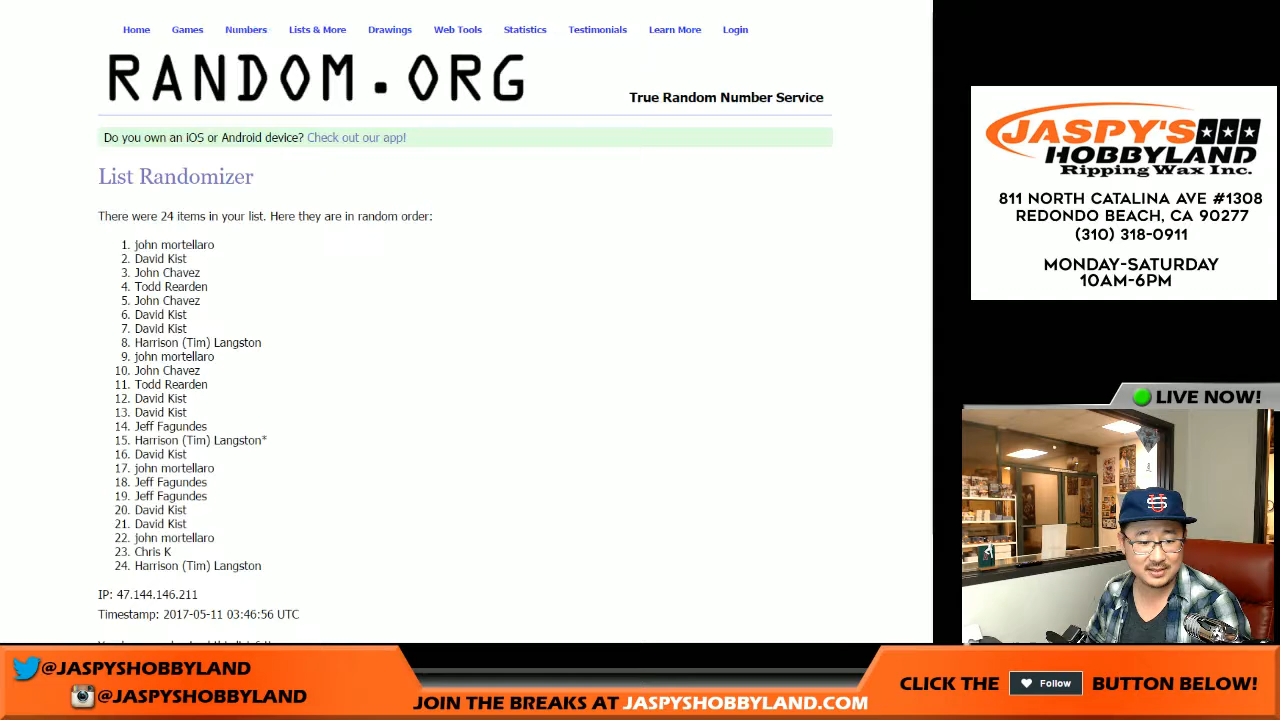 Home Games Numbers Lists & More Drawings Web Tools Statistics Testimonials Learn More Login
RANDOM.ORG
True Random Number Service
Do you own an iOS or Android device? Check out our app!
List Randomizer
There were 24 items in your list. Here they are in random order:
1. john mortellaro
2. David Kist
3. John Chavez
4. Todd Rearden
5. John Chavez
6. David Kist
7. David Kist
8. Harrison (Tim) Langston
9. john mortellaro
10. John Chavez
11. Todd Rearden
12. David Kist
13. David Kist
14. Jeff Fagundes
15. Harrison (Tim) Langston*
16. David Kist
17. john mortellaro
18. Jeff Fagundes
19. Jeff Fagundes
20. David Kist
21. David Kist
22. john mortellaro
23. Chris K
24. Harrison (Tim) Langston
IP: 47.144.146.211
Timestamp: 2017-05-11 03:46:56 UTC
JASPY'S
HOBBYLAND
Ripping Wax Inc.
811 NORTH CATALINA AVE #1308
REDONDO BEACH, CA 90277
(310) 318-0911
MONDAY-SATURDAY
10AM-6PM
LIVE NOW!
@JASPYSHOBBYLAND
@JASPYSHOBBYLAND
JOIN THE BREAKS AT JASPYSHOBBYLAND.COM
CLICK THE Follow BUTTON BELOW!